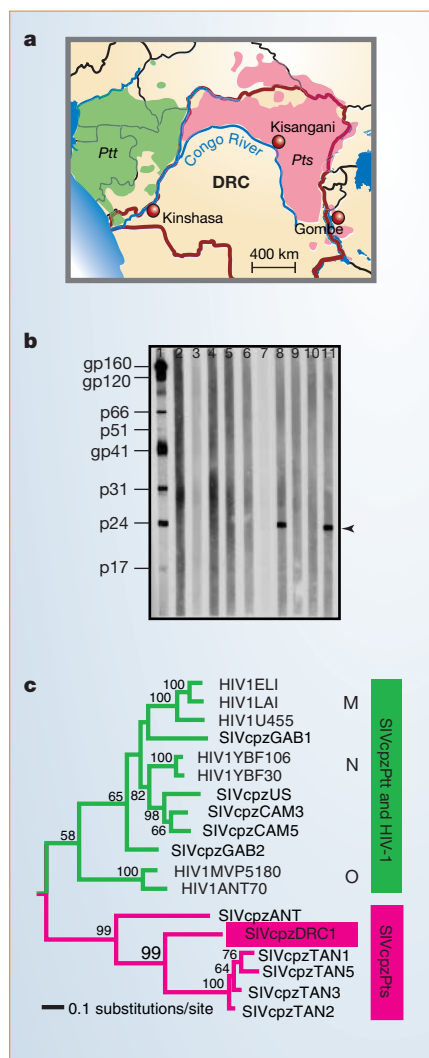 a
Ptt
Congo River
Kisangani
Pts
DRC
Kinshasa
Gombe
400 km
b
1 2 3 4 5 6 7 8 9 10 11
gp160
gp120
p66
p51
gp41
p31
p24
p17
c
100 HIV1ELI
100 HIV1LAI M
HIV1U455
SIVcpzGAB1
100 HIV1YBF106 N
HIV1YBF30
65 82 SIVcpzUS
98 SIVcpzCAM3
66 SIVcpzCAM5
58 SIVcpzGAB2
100 HIV1MVP5180 O
HIV1ANT70
SIVcpzPtt and HIV-1
99 SIVcpzANT
99 SIVcpzDRC1
76 SIVcpzTAN1
64 SIVcpzTAN5
100 SIVcpzTAN3
SIVcpzTAN2
SIVcpzPts
0.1 substitutions/site